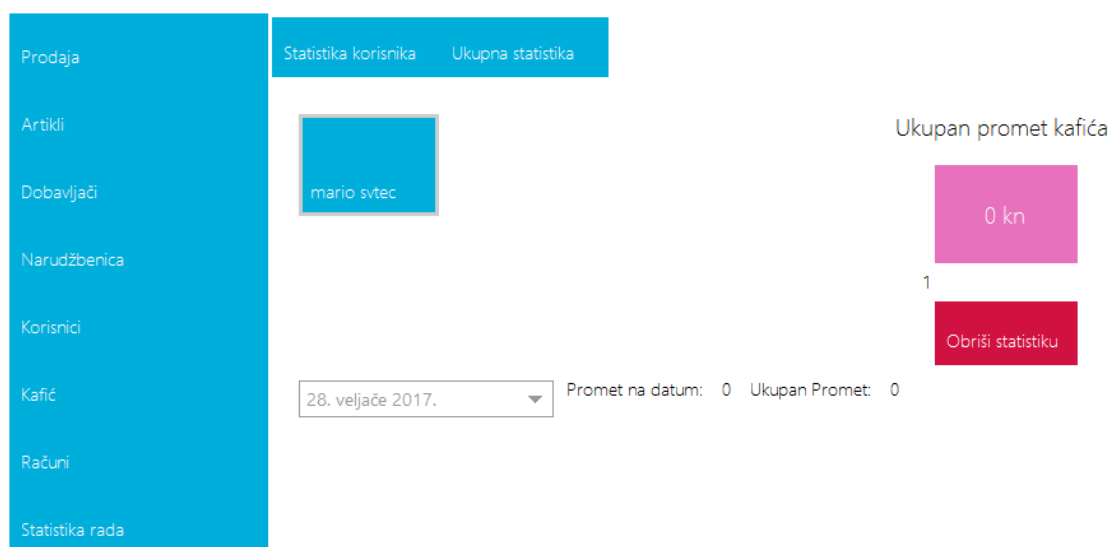 Prodaja
Artikli
Dobavljači
Narudžbenica
Korisnici
Kafić
Računi
Statistika rada
Statistika korisnika Ukupna statistika
mario svtec
Ukupan promet kafića
0 kn
1
Obriši statistiku
28. veljače 2017.
Promet na datum: 0 Ukupan Promet: 0